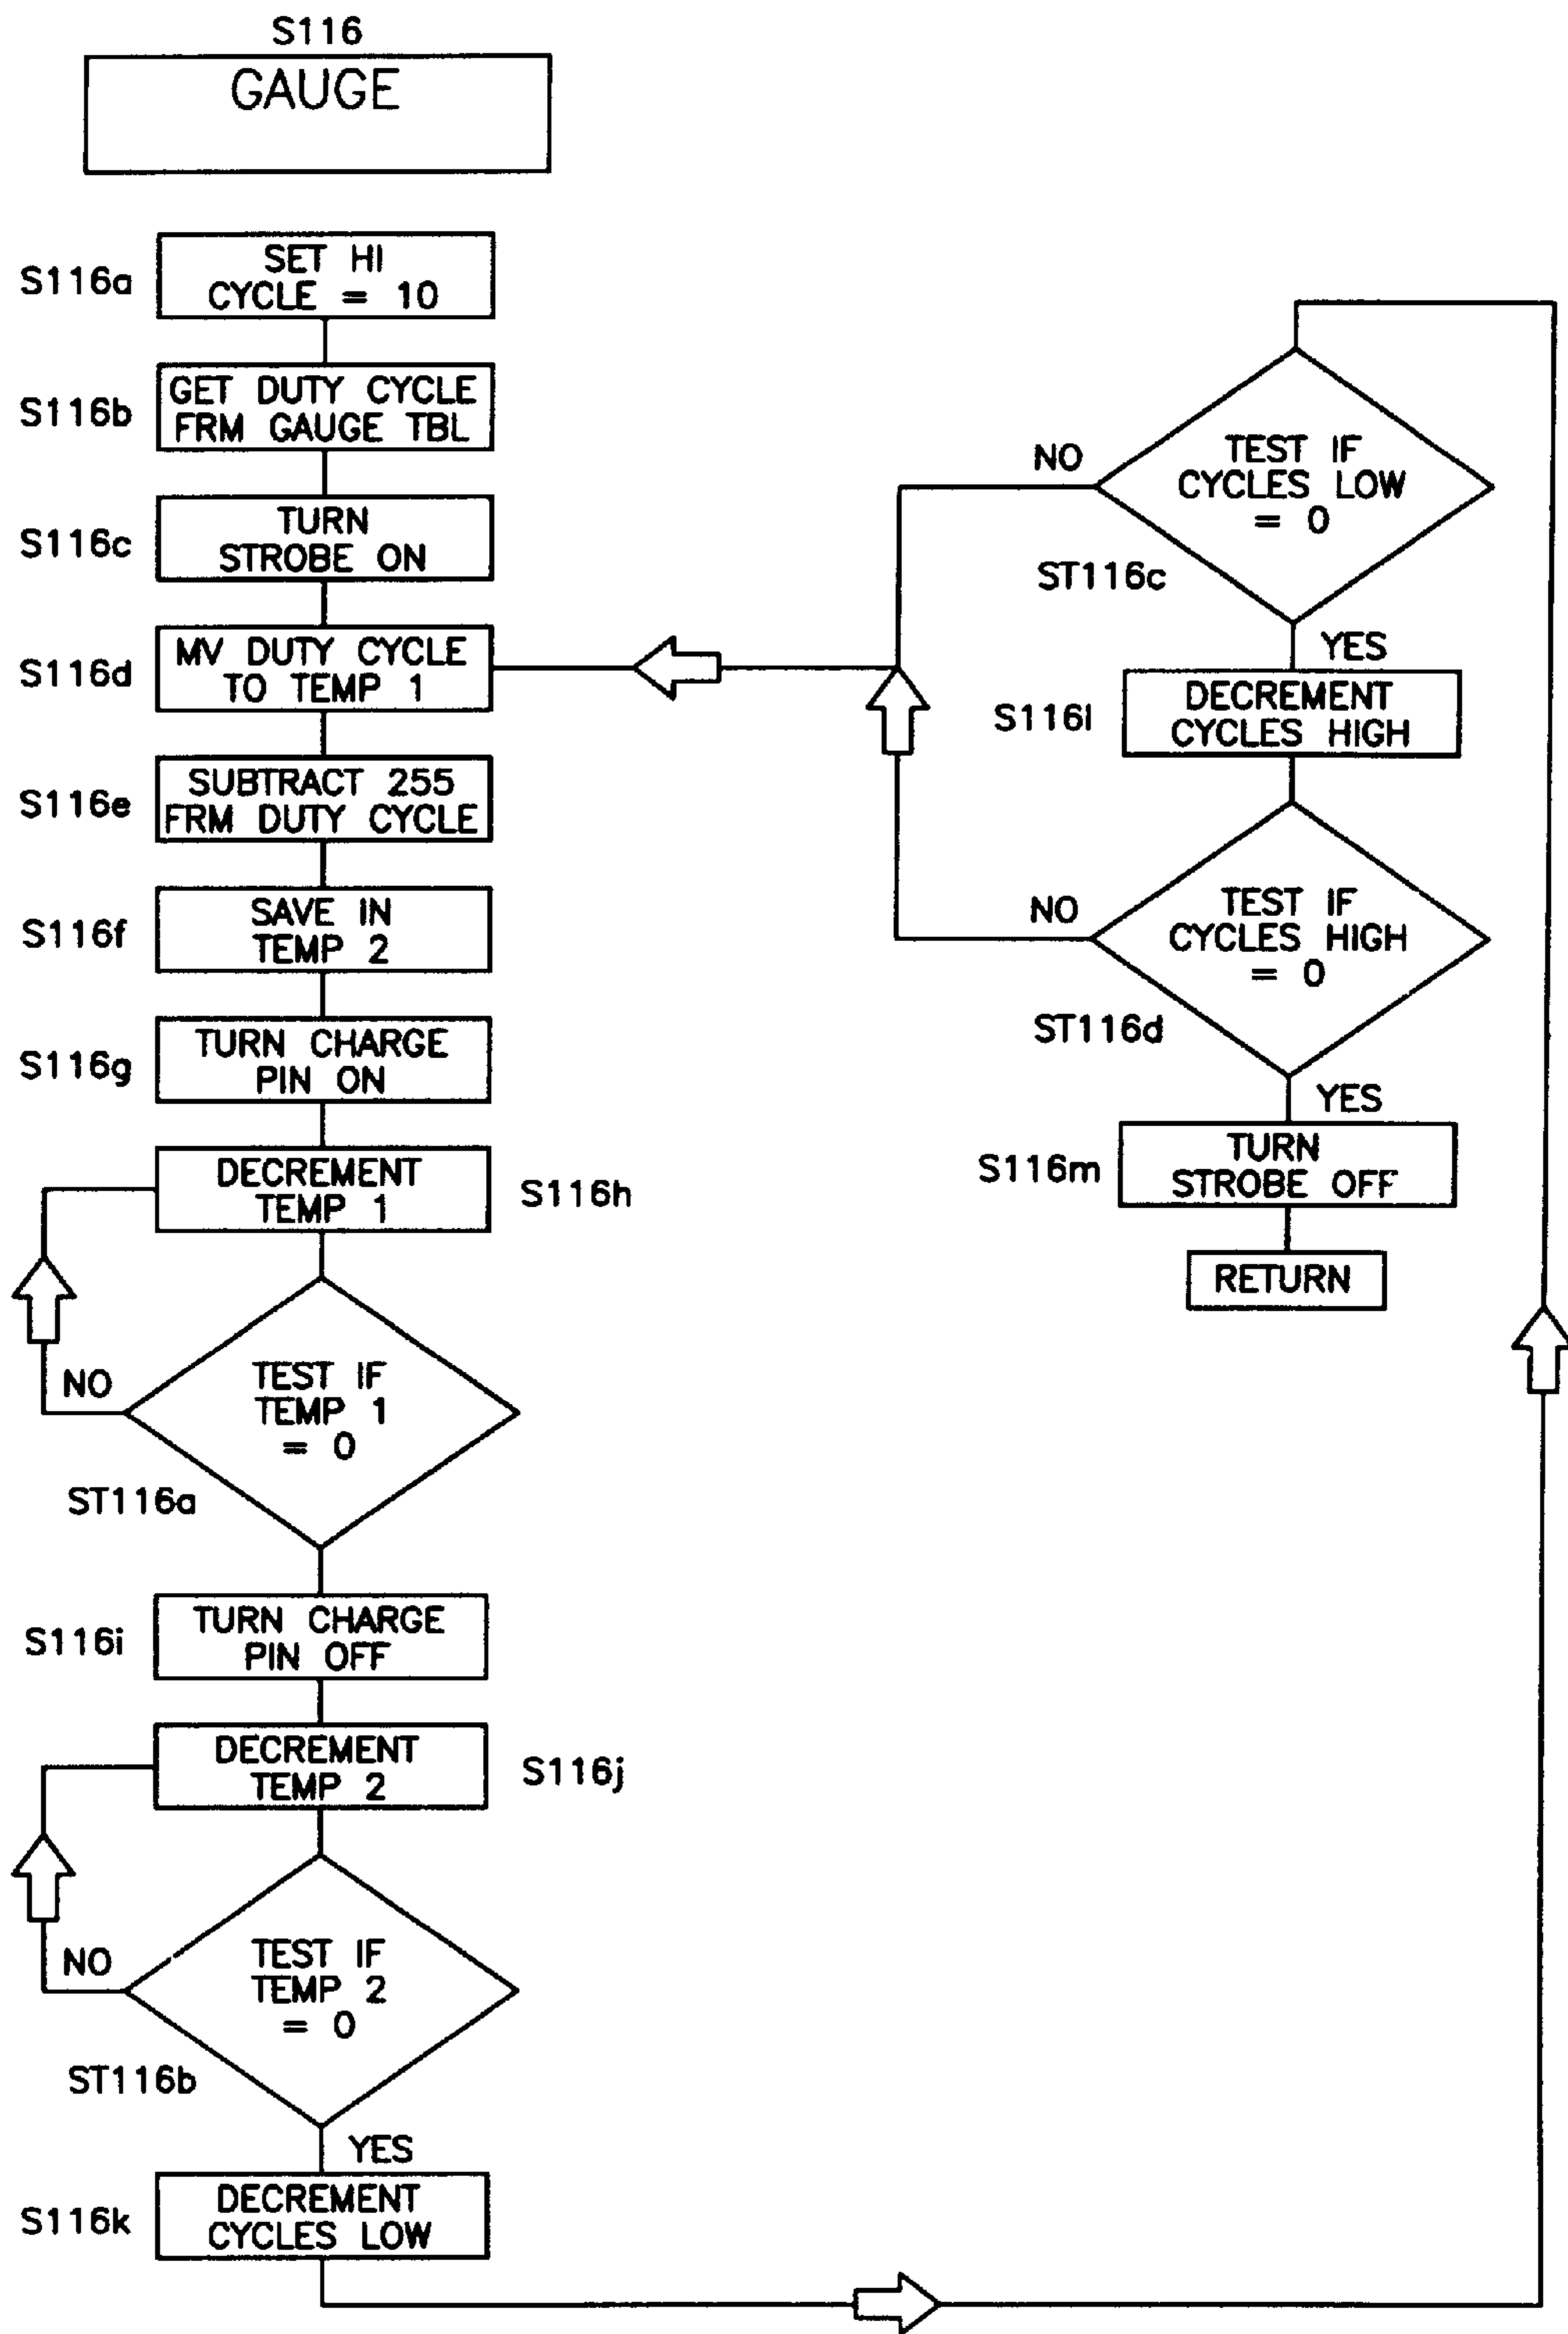 S116
GAUGE
S116a
SET HI
CYCLE = 10
S116b
GET DUTY CYCLE
FRM GAUGE TBL
S116c
TURN
STROBE ON
S116d
MV DUTY CYCLE
TO TEMP 1
S116e
SUBTRACT 255
FRM DUTY CYCLE
S116f
SAVE IN
TEMP 2
S116g
TURN CHARGE
PIN ON
DECREMENT
TEMP 1
S116h
NO
TEST IF
TEMP 1
= 0
ST116a
S116i
TURN CHARGE
PIN OFF
DECREMENT
TEMP 2
S116j
NO
TEST IF
TEMP 2
= 0
ST116b
YES
S116k
DECREMENT
CYCLES LOW
NO
TEST IF
CYCLES LOW
= 0
ST116c
YES
S116l
DECREMENT
CYCLES HIGH
NO
TEST IF
CYCLES HIGH
= 0
ST116d
YES
S116m
TURN
STROBE OFF
RETURN